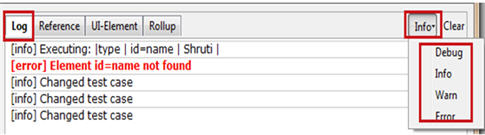 Log Reference UI-Element Rollup Info Clear
[info] Executing: |type | id=name | Shruti |
[error] Element id=name not found
[info] Changed test case
[info] Changed test case
[info] Changed test case
Debug
Info
Warn
Error